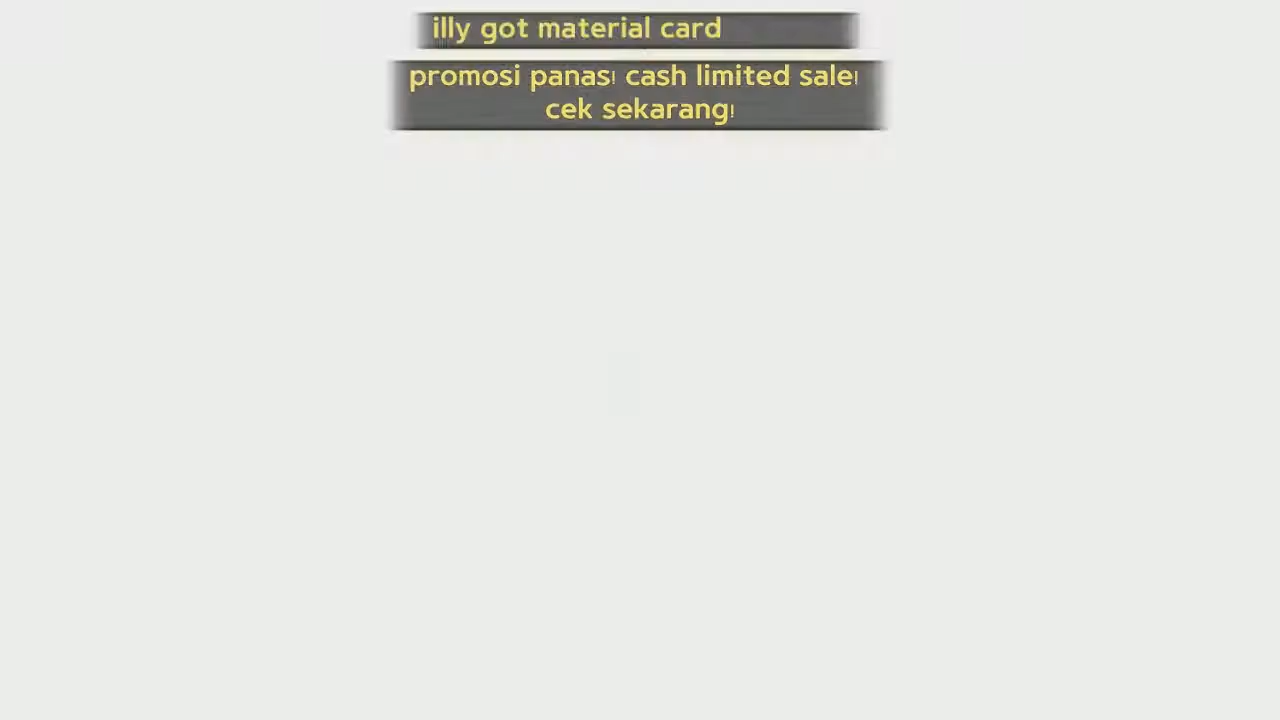 illy got material card
promosi panas! cash limited sale!
cek sekarang!